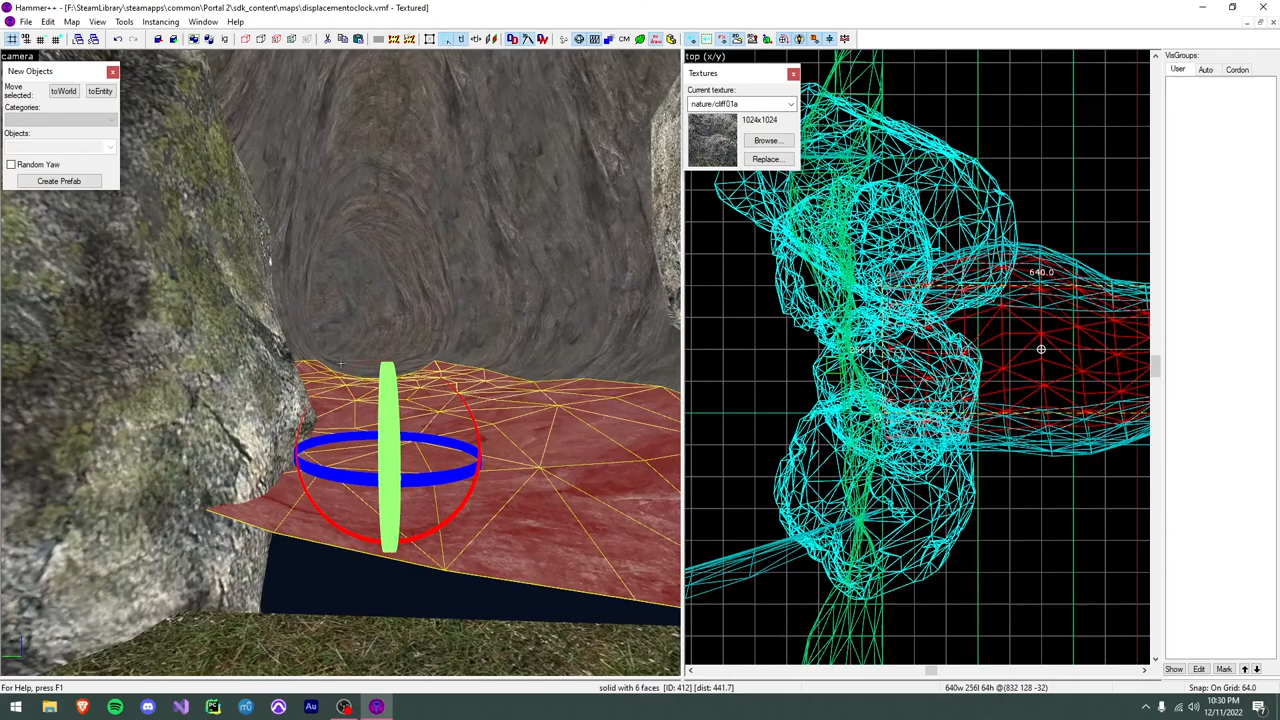 Hammer++ - [F:\SteamLibrary\steamapps\common\Portal 2\sdk_content\maps\displacementoclock.vmf - Textured]
File Edit Map View Tools Instancing Window Help
camera
New Objects
Move selected:
toWorld
toEntity
Categories:
Objects:
Random Yaw
Create Prefab
top (x/y)
Textures
Current texture:
nature/cliff01a
1024x1024
Browse...
Replace...
640.0
VisGroups:
User Auto Cordon
Show Edit Mark
For Help, press F1
solid with 6 faces [ID: 412] [dist: 441.7]
640w 256l 64h @(832 128 -32)
Snap: On Grid: 64.0
10:30 PM
12/11/2022